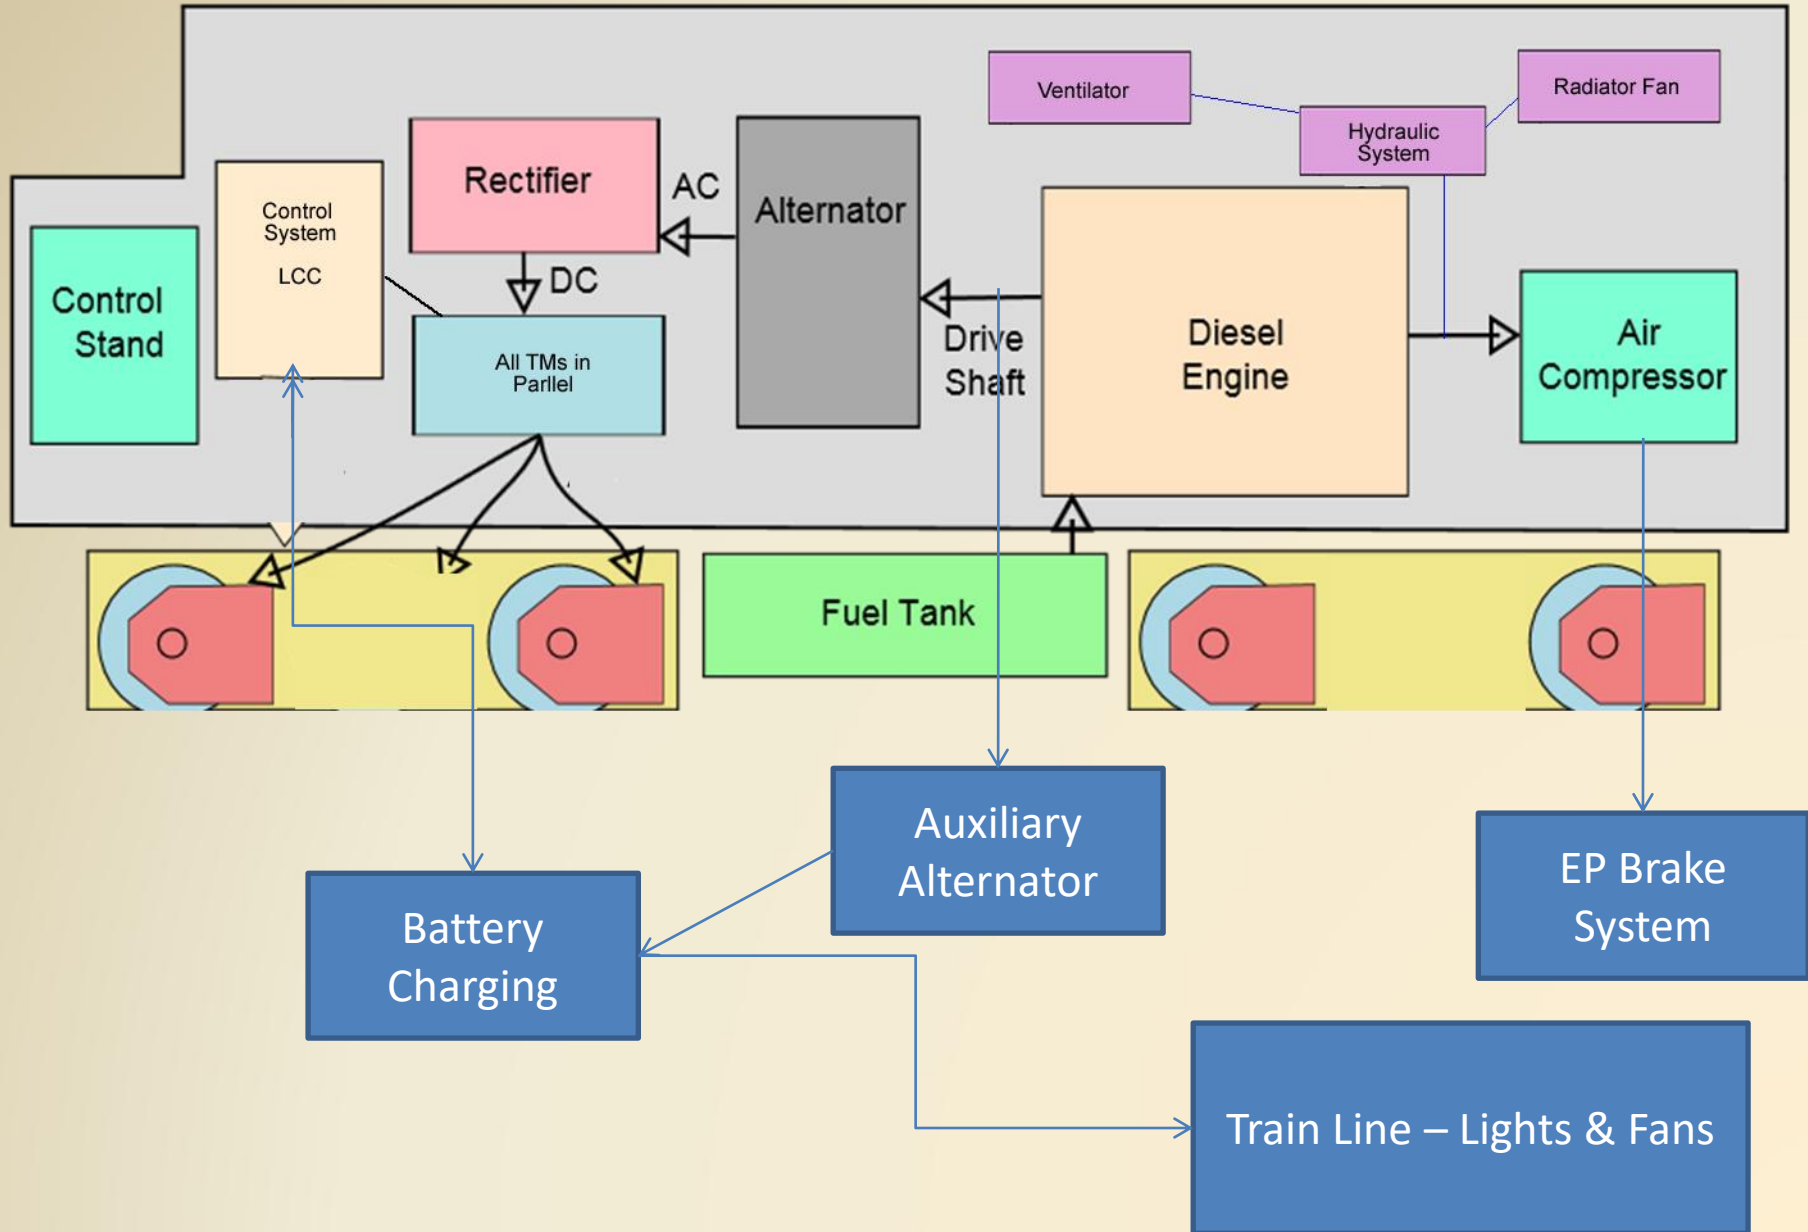 Ventilator
Radiator Fan
Hydraulic
System
Rectifier
AC
Alternator
Control
System
LCC
Control
Stand
DC
All TMs in
Parllel
Drive
Shaft
Diesel
Engine
Air
Compressor
Fuel Tank
Auxiliary
Alternator
EP Brake
System
Battery
Charging
Train Line – Lights & Fans